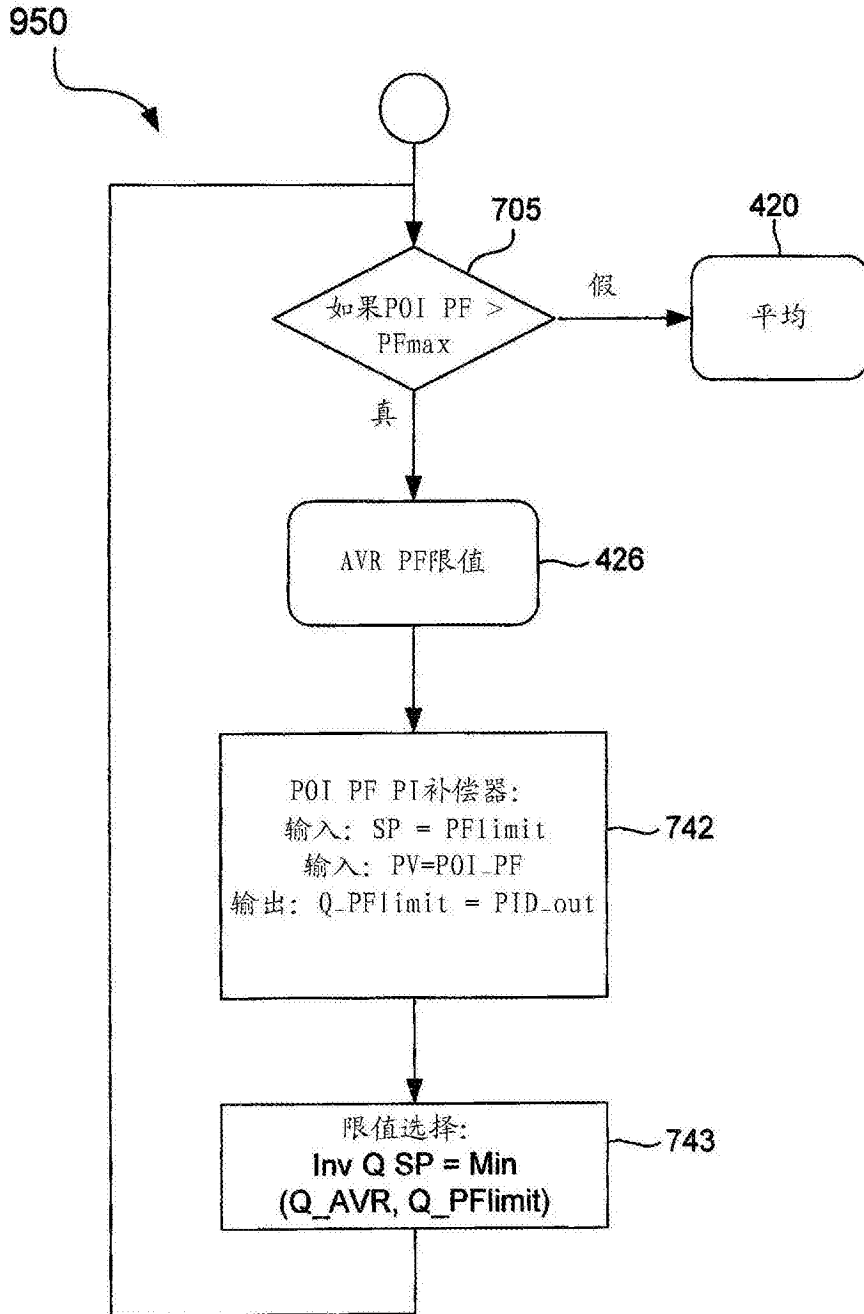 950
705
420
如果POI PF >
PFmax
假
平均
真
AVR PF限值
426
POI PF PI补偿器:
输入: SP = PFlimit
输入: PV=POI_PF
输出: Q_PFlimit = PID_out
742
限值选择:
Inv Q SP = Min
(Q_AVR, Q_PFlimit)
743